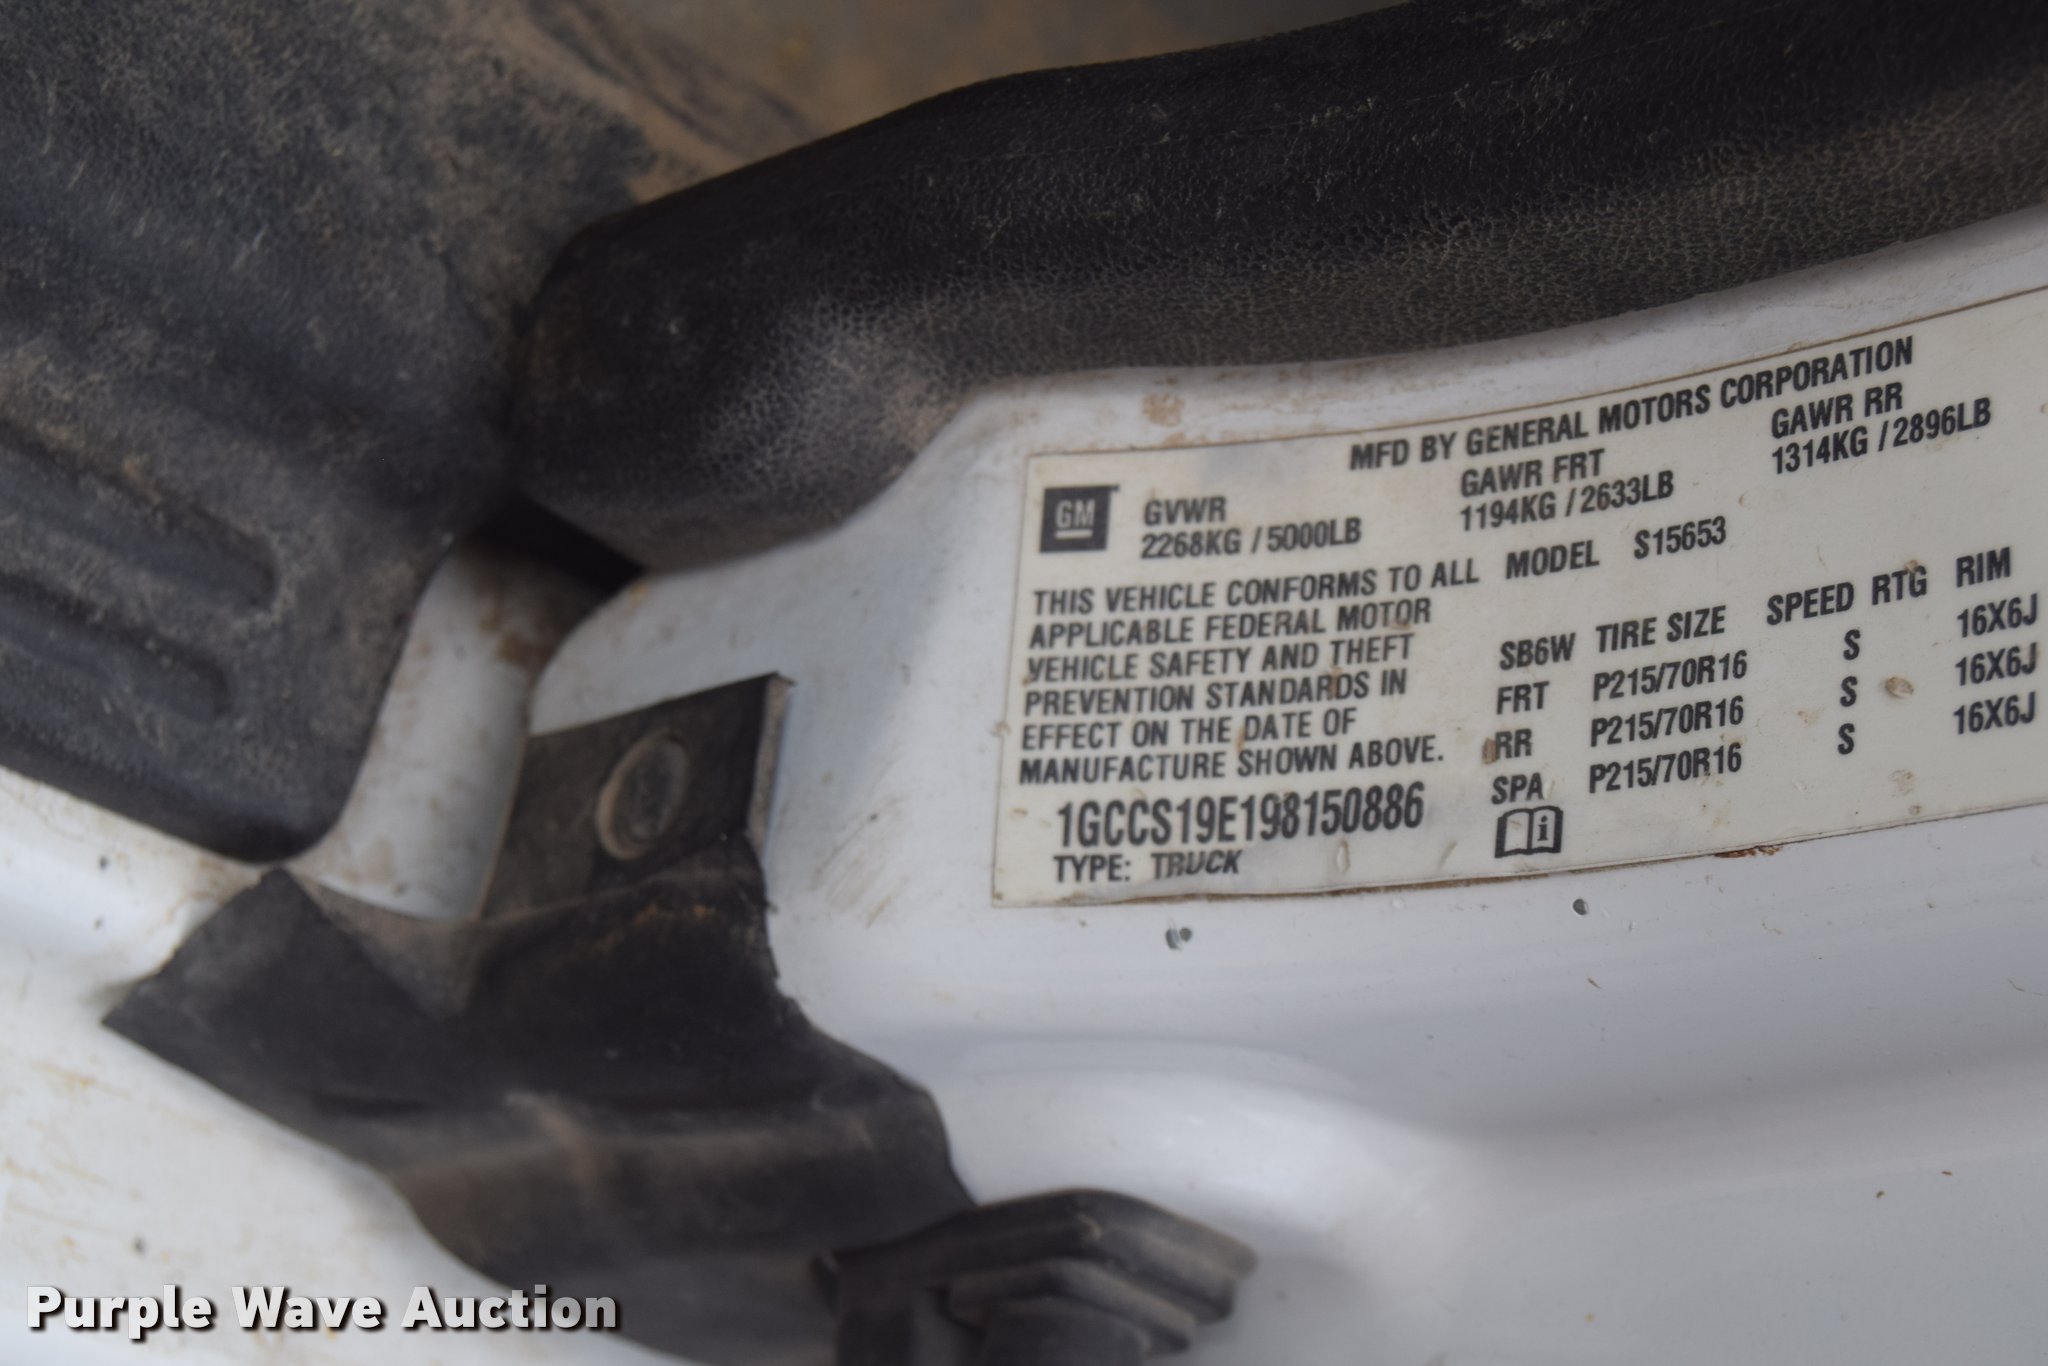 MFD BY GENERAL MOTORS CORPORATION
GM
GVWR GAWR FRT GAWR RR
2268KG / 5000LB 1194KG / 2633LB 1314KG / 2896LB
THIS VEHICLE CONFORMS TO ALL MODEL S15653
APPLICABLE FEDERAL MOTOR
VEHICLE SAFETY AND THEFT SB6W TIRE SIZE SPEED RTG RIM
PREVENTION STANDARDS IN FRT P215/70R16 S 16X6J
EFFECT ON THE DATE OF RR P215/70R16 S 16X6J
MANUFACTURE SHOWN ABOVE. SPA P215/70R16 S 16X6J
1GCCS19E198150886
TYPE: TRUCK
Purple Wave Auction